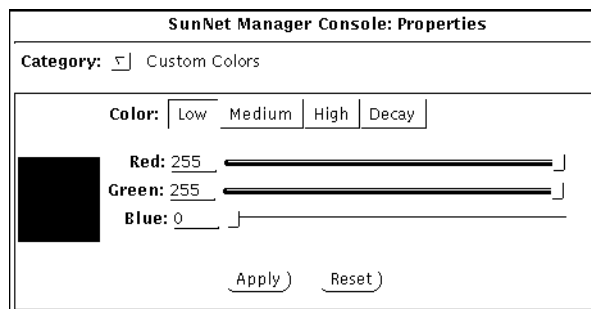 SunNet Manager Console: Properties
Category: Custom Colors
Color: Low Medium High Decay
Red: 255
Green: 255
Blue: 0
Apply Reset